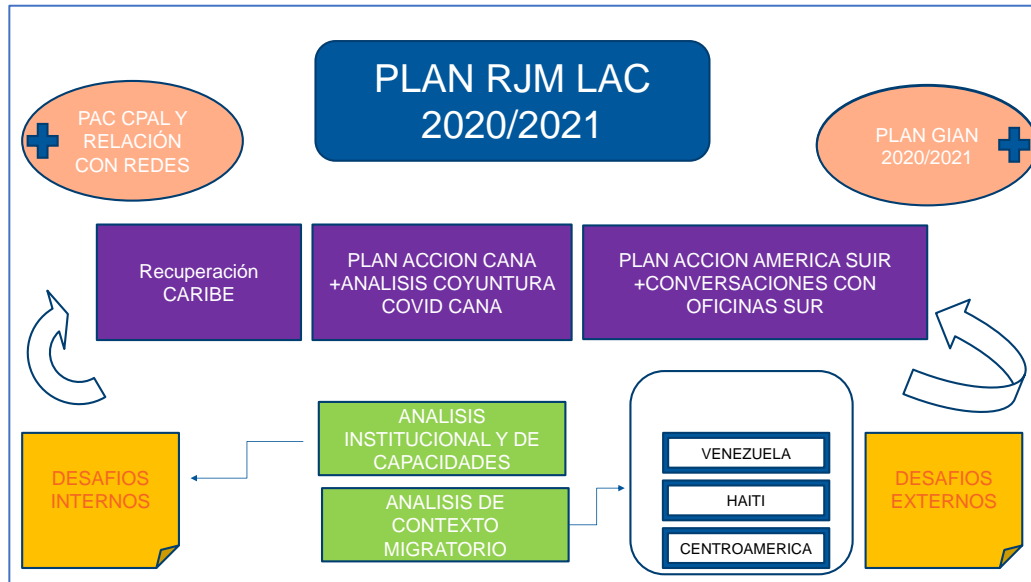 PLAN RJM LAC
2020/2021
PAC CPAL Y
RELACIÓN
CON REDES
PLAN GIAN
2020/2021
Recuperación
CARIBE
PLAN ACCION CANA
+ANALISIS COYUNTURA
COVID CANA
PLAN ACCION AMERICA SUIR
+CONVERSACIONES CON
OFICINAS SUR
ANALISIS
INSTITUCIONAL Y DE
CAPACIDADES
ANALISIS DE
CONTEXTO
MIGRATORIO
DESAFIOS
INTERNOS
VENEZUELA
HAITI
CENTROAMERICA
DESAFIOS
EXTERNOS